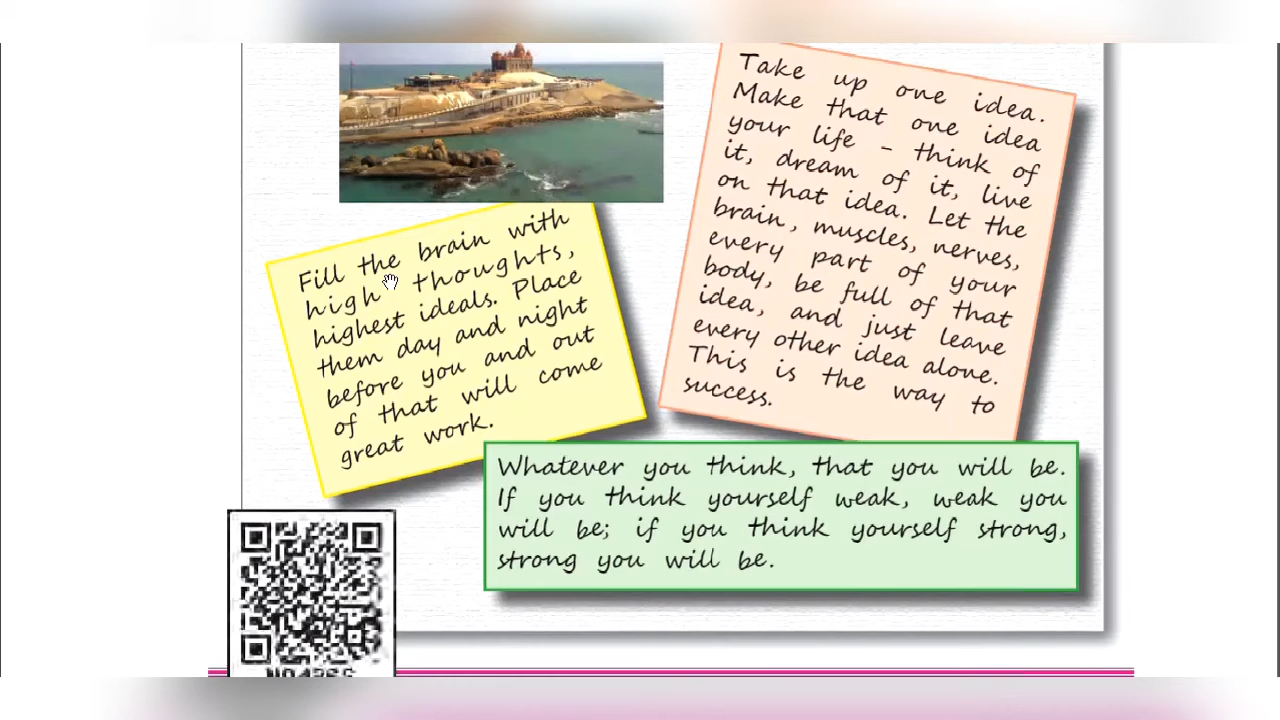 Take up one idea.
Make that one idea
your life - think of
it, dream of it, live
on that idea. Let the
brain, muscles, nerves,
every part of your
body, be full of that
idea, and just leave
every other idea alone.
This is the way to
success.
Fill the brain with
high thoughts,
highest ideals. Place
them day and night
before you and out
of that will come
great work.
Whatever you think, that you will be.
If you think yourself weak, weak you
will be; if you think yourself strong,
strong you will be.